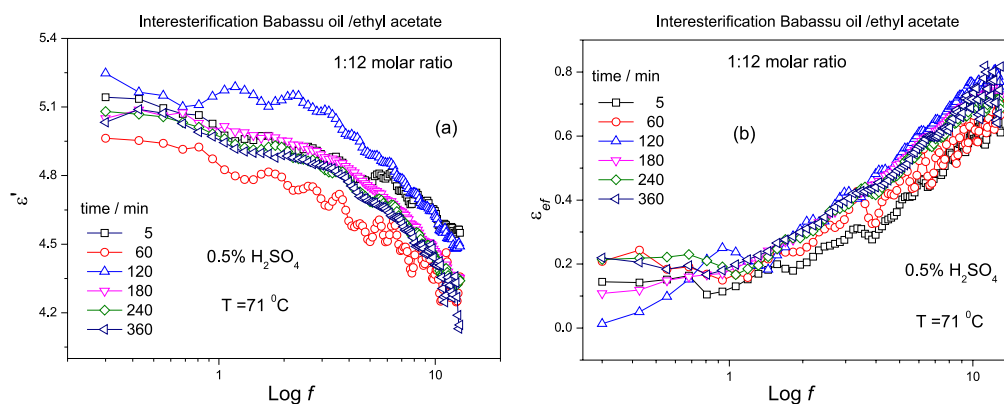 Interesterification Babassu oil /ethyl acetate
5.4
1:12 molar ratio
(a)
5.1
ε'
4.8
time / min
5
60
120
180
240
360
4.5
0.5% H₂SO₄
T =71 ⁰C
4.2
1
10
Log f
Interesterification Babassu oil /ethyl acetate
1:12 molar ratio
0.8
time / min
5
60
120
180
240
360
(b)
0.6
ε_ef
0.4
0.2
0.5% H₂SO₄
T =71 ⁰C
0.0
1
10
Log f